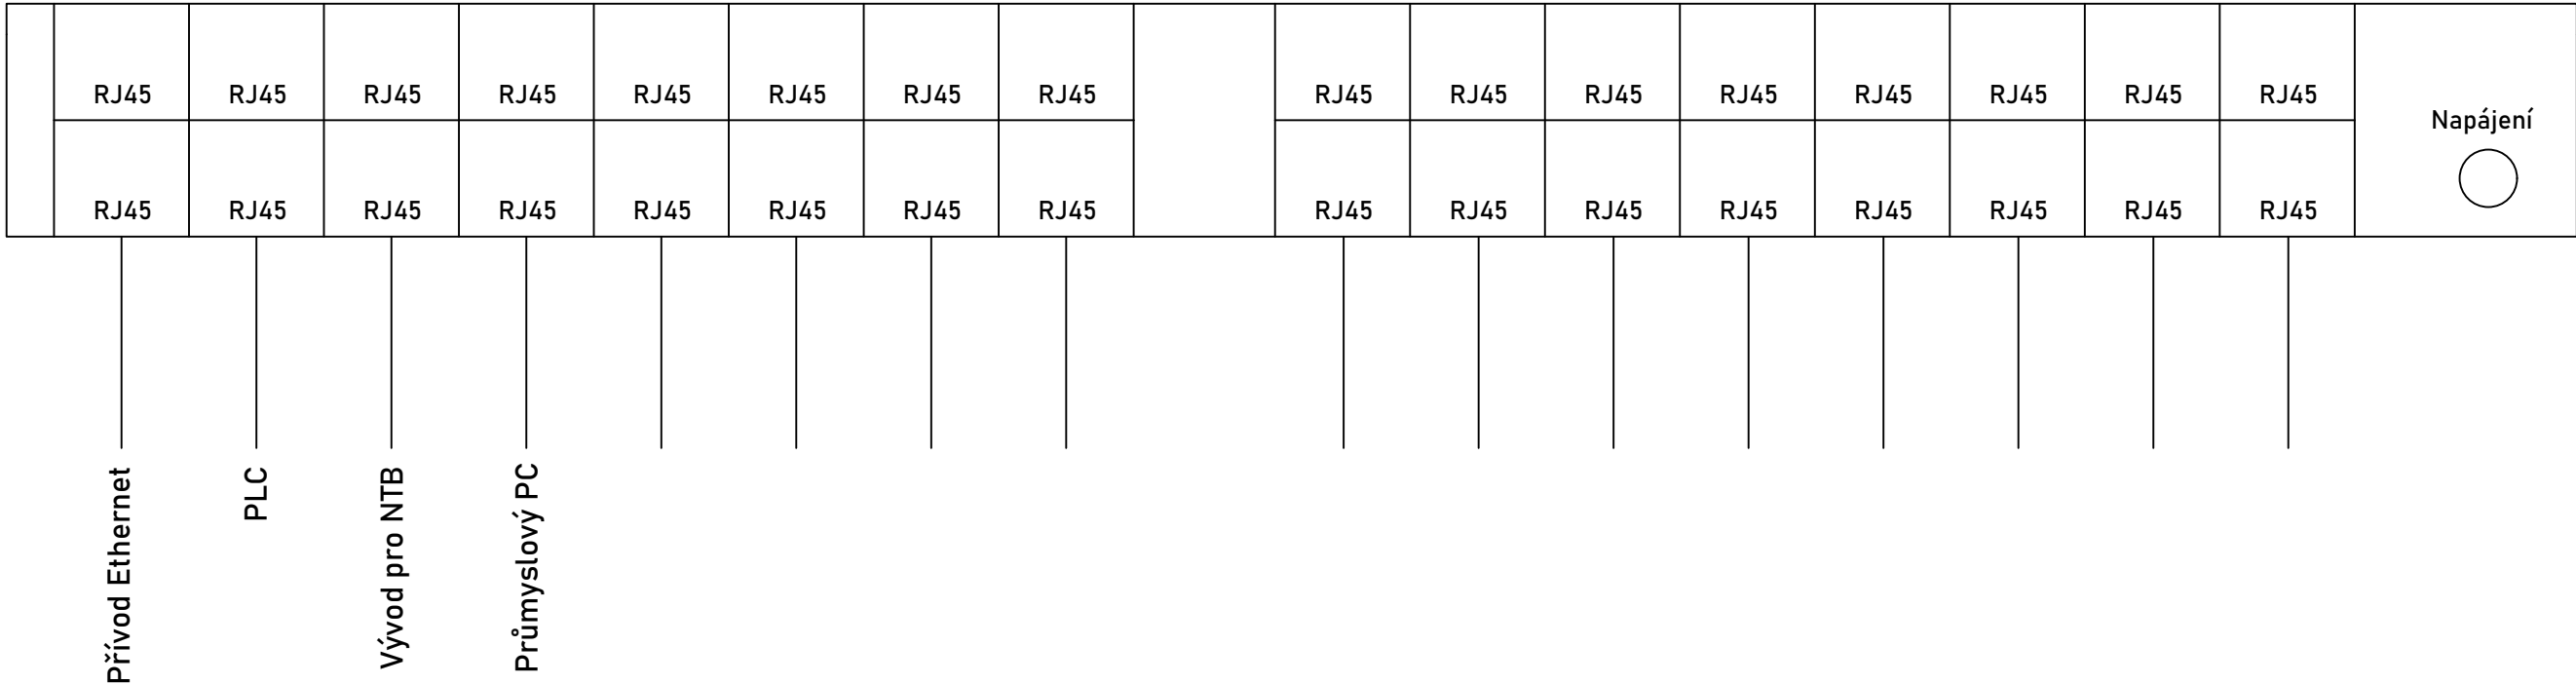 RJ45 RJ45 RJ45 RJ45 RJ45 RJ45 RJ45 RJ45 RJ45 RJ45 RJ45 RJ45 RJ45 RJ45 RJ45 RJ45
Napájení
RJ45 RJ45 RJ45 RJ45 RJ45 RJ45 RJ45 RJ45 RJ45 RJ45 RJ45 RJ45 RJ45 RJ45 RJ45 RJ45
Přívod Ethernet
PLC
Vývod pro NTB
Průmyslový PC